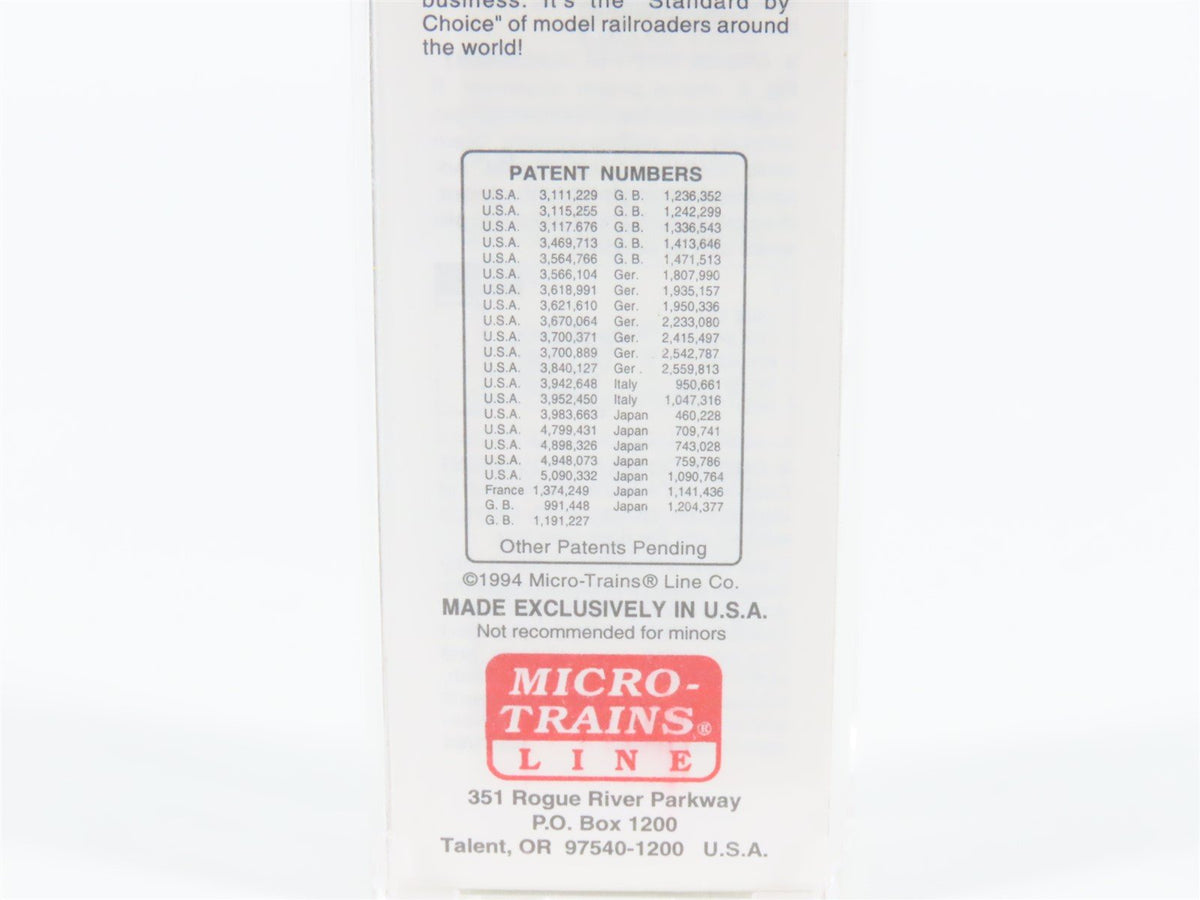 business. It's the "Standard by
Choice" of model railroaders around
the world!
PATENT NUMBERS
U.S.A. 3,111,229 G. B. 1,236,352
U.S.A. 3,115,255 G. B. 1,242,299
U.S.A. 3,117.676 G. B. 1,336,543
U.S.A. 3,469,713 G. B. 1,413,646
U.S.A. 3,564,766 G. B. 1,471,513
U.S.A. 3,566,104 Ger. 1,807,990
U.S.A. 3,618,991 Ger. 1,935,157
U.S.A. 3,621,610 Ger. 1,950,336
U.S.A. 3,670,064 Ger. 2,233,080
U.S.A. 3,700,371 Ger. 2,415,497
U.S.A. 3,700,889 Ger. 2,542,787
U.S.A. 3,840,127 Ger . 2,559,813
U.S.A. 3,942,648 Italy 950,661
U.S.A. 3,952,450 Italy 1,047,316
U.S.A. 3,983,663 Japan 460,228
U.S.A. 4,799,431 Japan 709,741
U.S.A. 4,898,326 Japan 743,028
U.S.A. 4,948,073 Japan 759,786
U.S.A. 5,090,332 Japan 1,090,764
France 1,374,249 Japan 1,141,436
G. B. 991,448 Japan 1,204,377
G. B. 1,191,227
Other Patents Pending
©1994 Micro-Trains® Line Co.
MADE EXCLUSIVELY IN U.S.A.
Not recommended for minors
MICRO-
TRAINS®
LINE
351 Rogue River Parkway
P.O. Box 1200
Talent, OR 97540-1200 U.S.A.